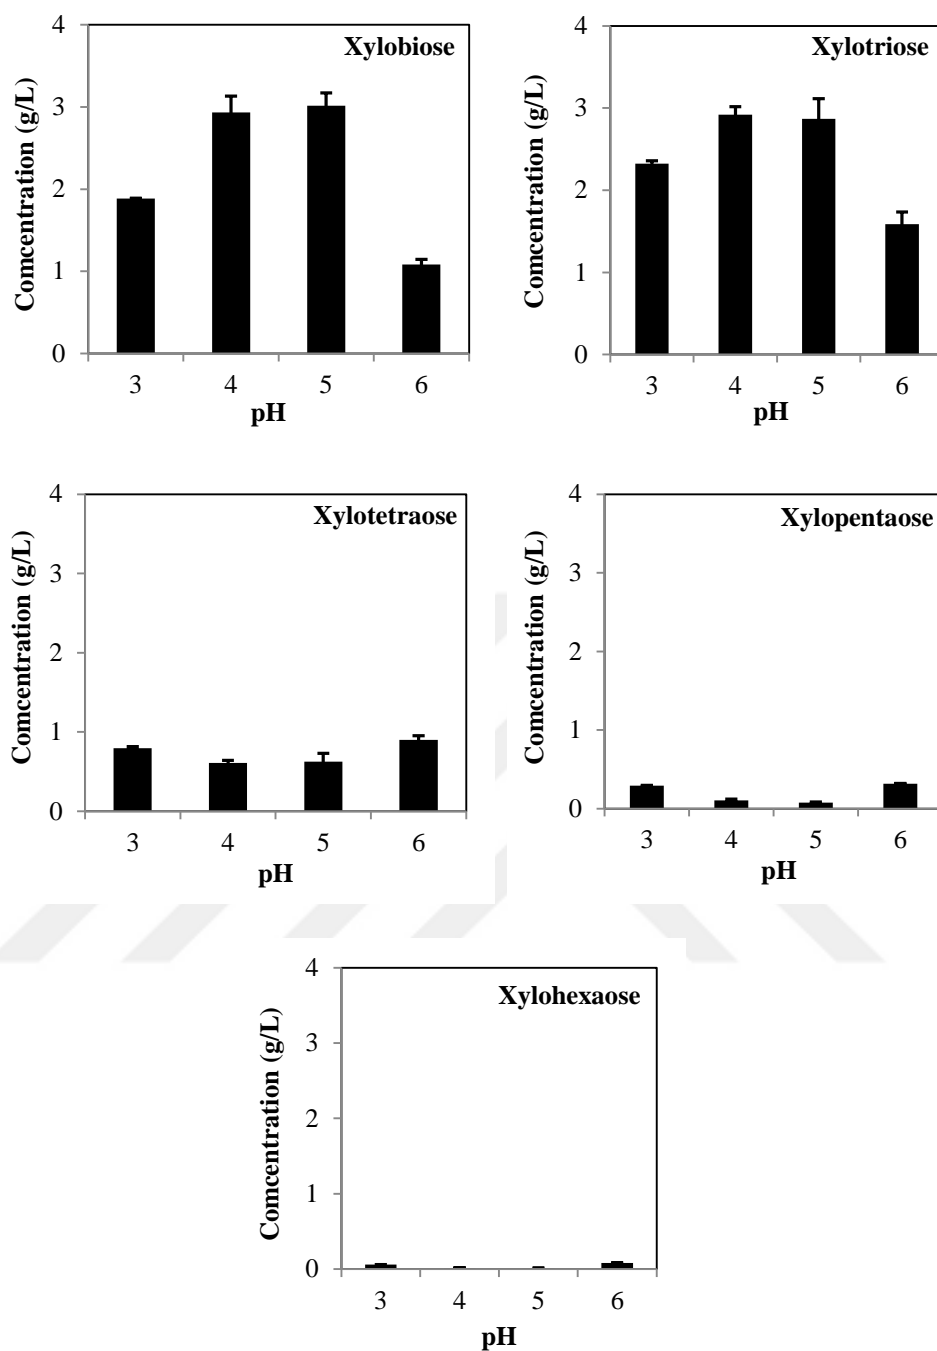 Xylobiose
Comcentration (g/L)
4
3
2
1
0
3 4 5 6
pH
Xylotriose
Comcentration (g/L)
4
3
2
1
0
3 4 5 6
pH
Xylotetraose
Comcentration (g/L)
4
3
2
1
0
3 4 5 6
pH
Xylopentaose
Comcentration (g/L)
4
3
2
1
0
3 4 5 6
pH
Xylohexaose
Comcentration (g/L)
4
3
2
1
0
3 4 5 6
pH